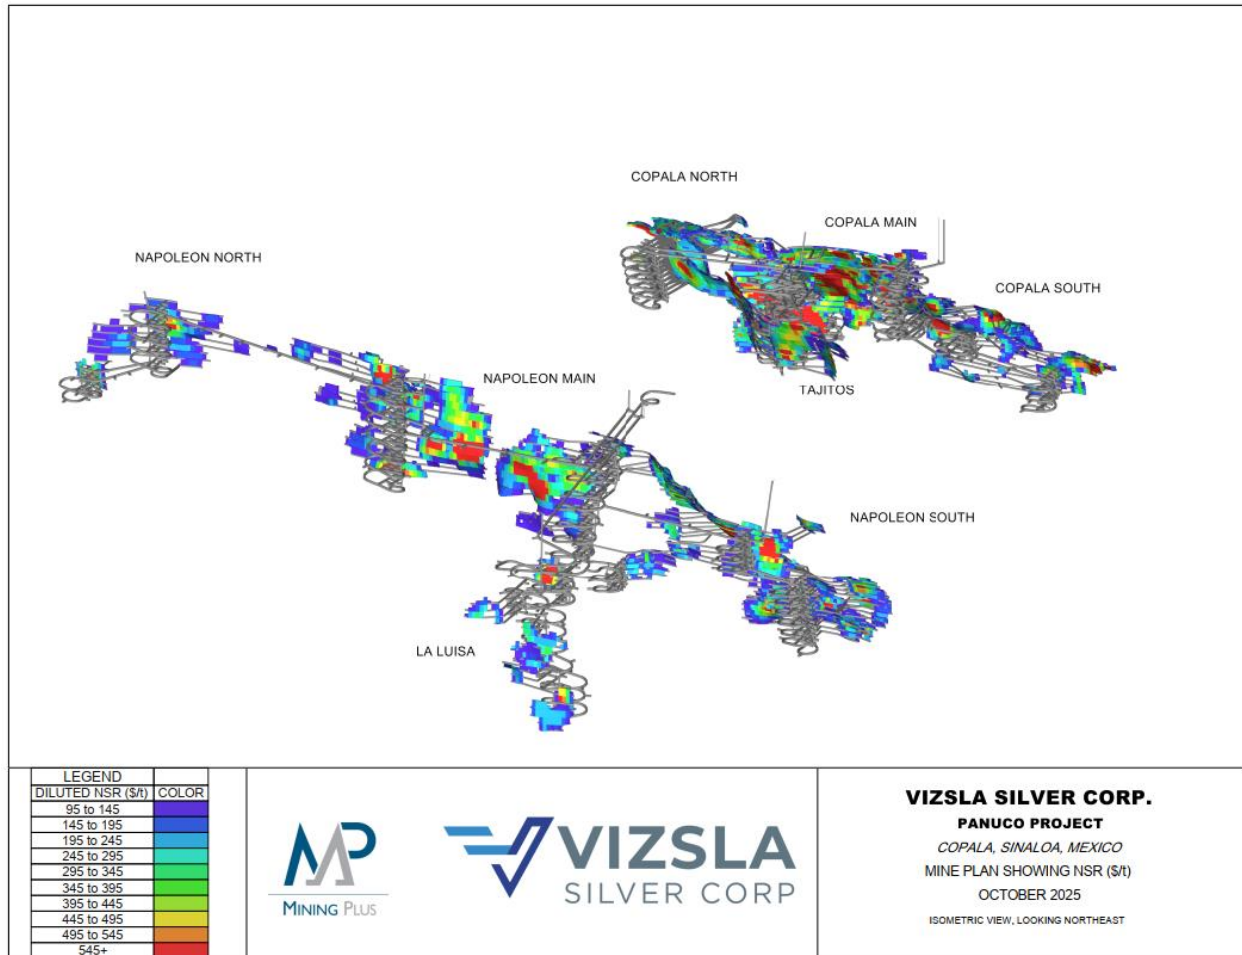 COPALA NORTH
COPALA MAIN
NAPOLEON NORTH
COPALA SOUTH
NAPOLEON MAIN
TAJITOS
NAPOLEON SOUTH
LA LUISA
LEGEND
DILUTED NSR ($/t) COLOR
95 to 145
145 to 195
195 to 245
245 to 295
295 to 345
345 to 395
395 to 445
445 to 495
495 to 545
545+
MP
MINING PLUS
VIZSLA
SILVER CORP
VIZSLA SILVER CORP.
PANUCO PROJECT
COPALA, SINALOA, MEXICO
MINE PLAN SHOWING NSR ($/t)
OCTOBER 2025
ISOMETRIC VIEW, LOOKING NORTHEAST